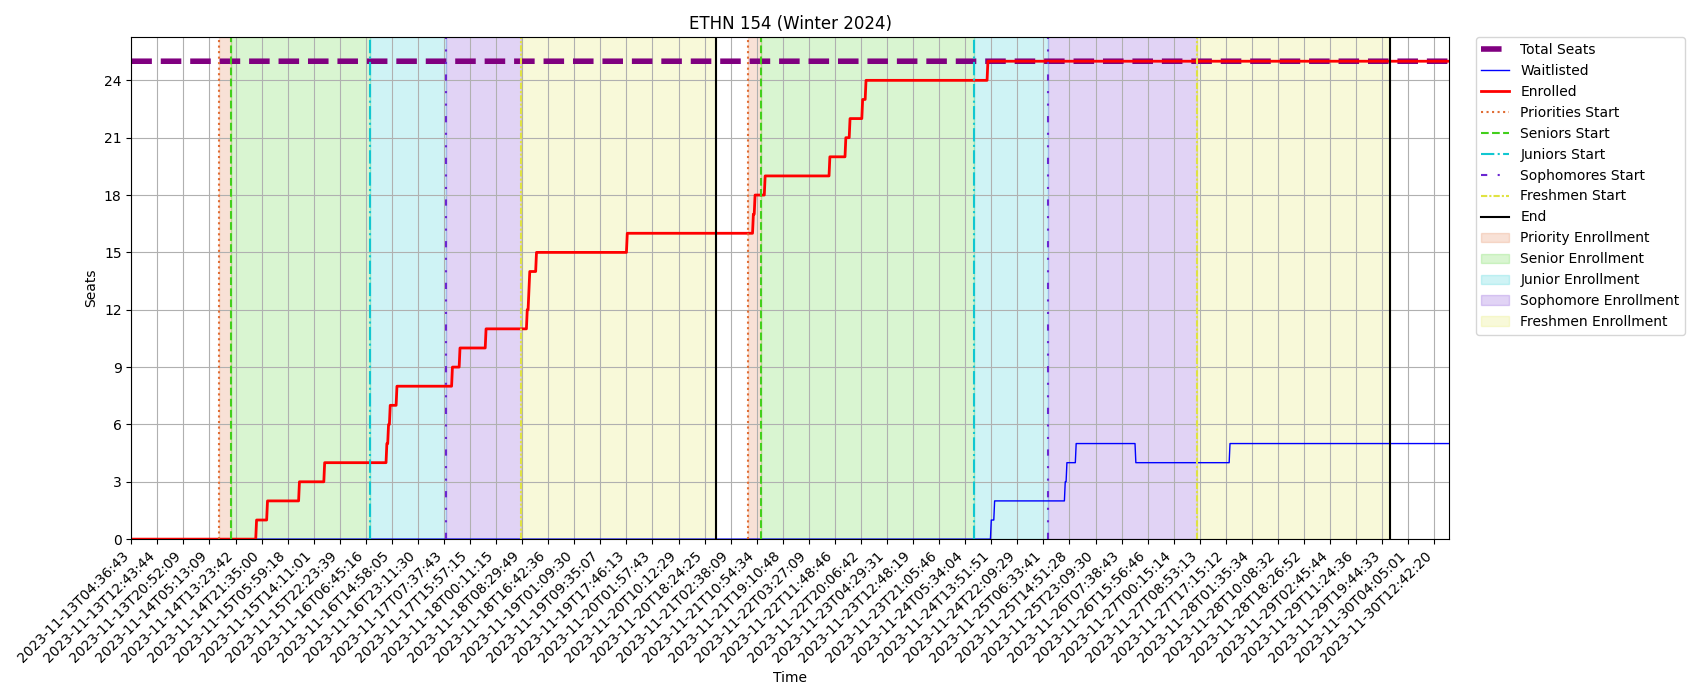 ETHN 154 (Winter 2024)
Seats
24
21
18
15
12
9
6
3
0
2023-11-13T04:36:43
2023-11-13T12:43:44
2023-11-13T20:52:09
2023-11-14T05:13:09
2023-11-14T13:23:42
2023-11-14T21:35:00
2023-11-15T05:59:18
2023-11-15T14:11:01
2023-11-15T22:23:39
2023-11-16T06:45:16
2023-11-16T14:58:05
2023-11-16T23:11:30
2023-11-17T07:37:43
2023-11-17T15:57:15
2023-11-18T00:11:15
2023-11-18T08:29:49
2023-11-18T16:42:36
2023-11-19T01:09:30
2023-11-19T09:35:07
2023-11-19T17:46:13
2023-11-20T01:57:43
2023-11-20T10:12:29
2023-11-20T18:24:25
2023-11-21T02:38:09
2023-11-21T10:54:34
2023-11-21T19:10:48
2023-11-22T03:27:09
2023-11-22T11:48:46
2023-11-22T20:06:42
2023-11-23T04:29:31
2023-11-23T12:48:19
2023-11-23T21:05:46
2023-11-24T05:34:04
2023-11-24T13:51:51
2023-11-24T22:09:29
2023-11-25T06:33:41
2023-11-25T14:51:28
2023-11-25T23:09:30
2023-11-26T07:38:43
2023-11-26T15:56:46
2023-11-27T00:15:14
2023-11-27T08:53:13
2023-11-27T17:15:12
2023-11-28T01:35:34
2023-11-28T10:08:32
2023-11-28T18:26:52
2023-11-29T02:45:44
2023-11-29T11:24:36
2023-11-29T19:44:33
2023-11-30T04:05:01
2023-11-30T12:42:20
Time
Total Seats
Waitlisted
Enrolled
Priorities Start
Seniors Start
Juniors Start
Sophomores Start
Freshmen Start
End
Priority Enrollment
Senior Enrollment
Junior Enrollment
Sophomore Enrollment
Freshmen Enrollment